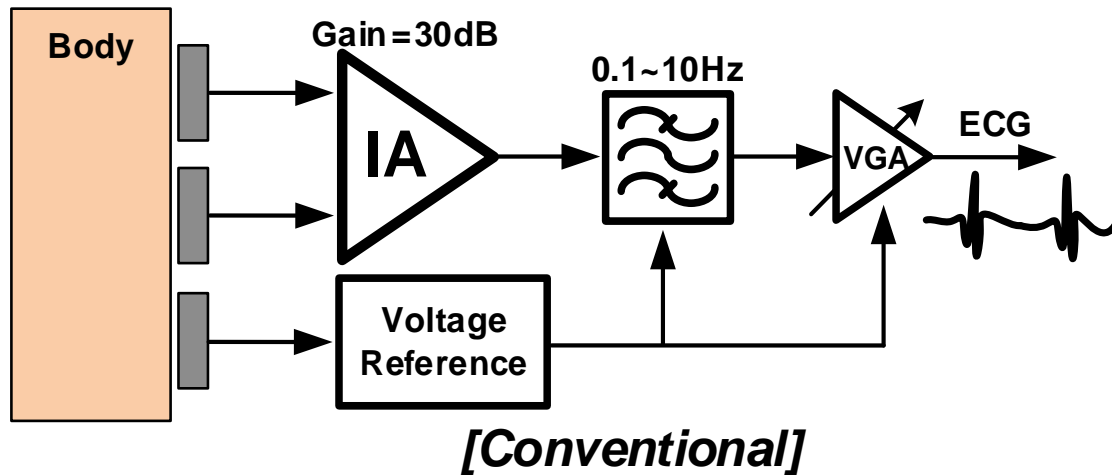 Body
Gain=30dB
IA
0.1~10Hz
VGA
ECG
Voltage
Reference
[Conventional]